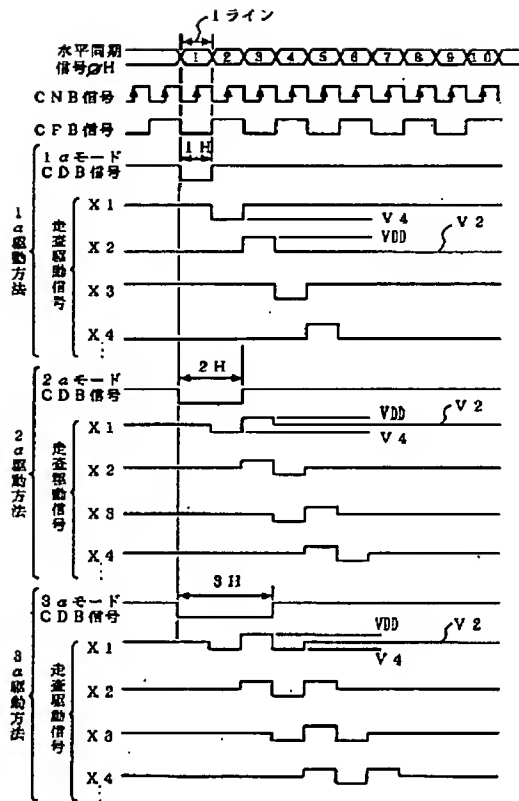 1ライン
水平同期
信号øH
1 2 3 4 5 6 7 8 9 10
CNB信号
CFB信号
1H
1αモード
CDB信号
1α駆動方法
走査駆動信号
X1
V4
VDD
V2
X2
X3
X4
⋮
2H
2αモード
CDB信号
2α駆動方法
走査駆動信号
X1
VDD
V2
V4
X2
X3
X4
⋮
3H
3αモード
CDB信号
3α駆動方法
走査駆動信号
X1
VDD
V2
V4
X2
X3
X4
⋮